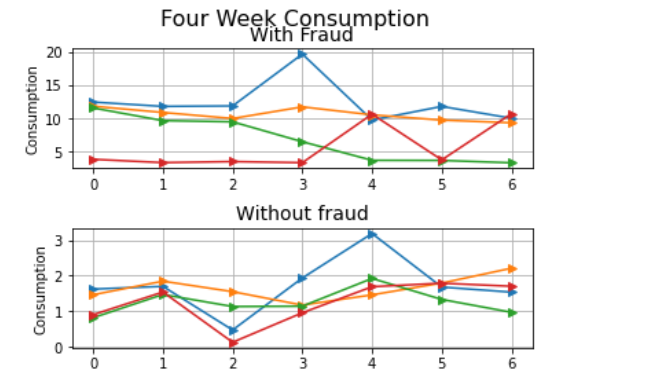 Four Week Consumption
With Fraud
20
15
10
5
Consumption
0 1 2 3 4 5 6
Without fraud
3
2
1
0
Consumption
0 1 2 3 4 5 6